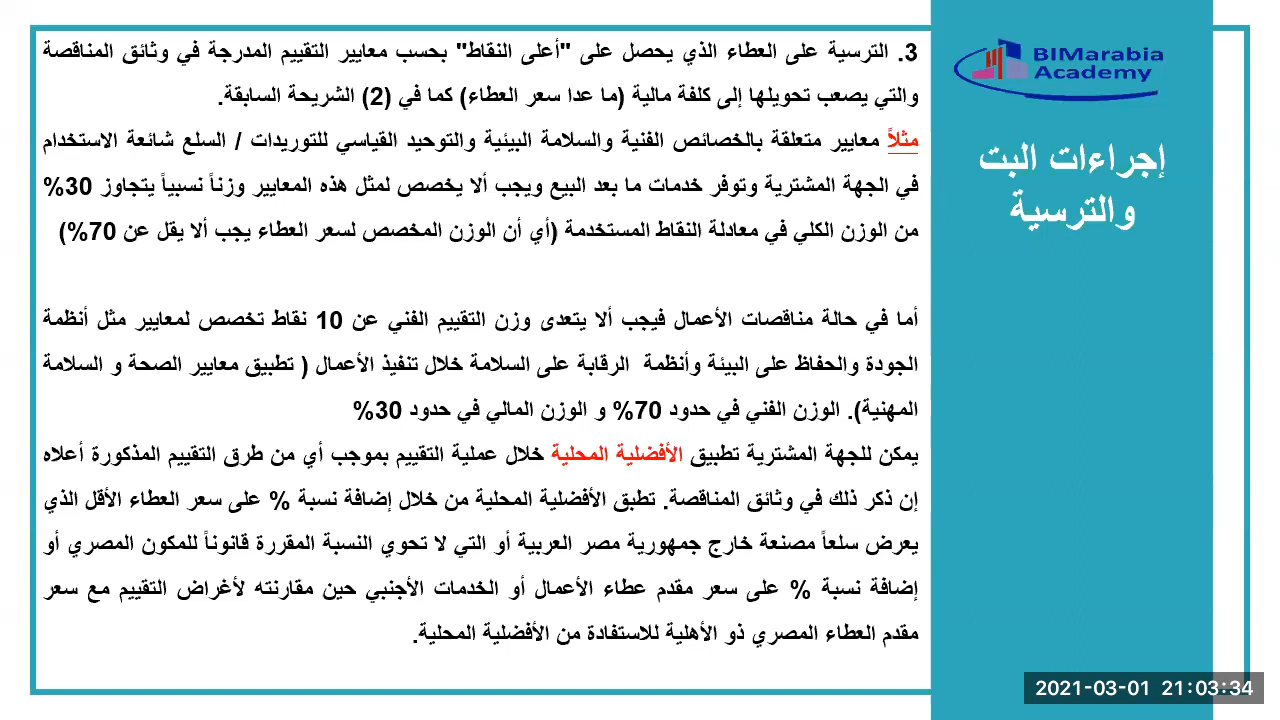 BIMarabia
Academy
إجراءات البت
والترسية
3. الترسية على العطاء الذي يحصل على "أعلى النقاط" بحسب معايير التقييم المدرجة في وثائق المناقصة
والتي يصعب تحويلها إلى كلفة مالية (ما عدا سعر العطاء) كما في (2) الشريحة السابقة.
مثلاً معايير متعلقة بالخصائص الفنية والسلامة البيئية والتوحيد القياسي للتوريدات / السلع شائعة الاستخدام
في الجهة المشترية وتوفر خدمات ما بعد البيع ويجب ألا يخصص لمثل هذه المعايير وزناً نسبياً يتجاوز 30%
من الوزن الكلي في معادلة النقاط المستخدمة (أي أن الوزن المخصص لسعر العطاء يجب ألا يقل عن 70%)
أما في حالة مناقصات الأعمال فيجب ألا يتعدى وزن التقييم الفني عن 10 نقاط تخصص لمعايير مثل أنظمة
الجودة والحفاظ على البيئة وأنظمة الرقابة على السلامة خلال تنفيذ الأعمال ( تطبيق معايير الصحة و السلامة
المهنية). الوزن الفني في حدود 70% و الوزن المالي في حدود 30%
يمكن للجهة المشترية تطبيق الأفضلية المحلية خلال عملية التقييم بموجب أي من طرق التقييم المذكورة أعلاه
إن ذكر ذلك في وثائق المناقصة. تطبق الأفضلية المحلية من خلال إضافة نسبة % على سعر العطاء الأقل الذي
يعرض سلعاً مصنعة خارج جمهورية مصر العربية أو التي لا تحوي النسبة المقررة قانوناً للمكون المصري أو
إضافة نسبة % على سعر مقدم عطاء الأعمال أو الخدمات الأجنبي حين مقارنته لأغراض التقييم مع سعر
مقدم العطاء المصري ذو الأهلية للاستفادة من الأفضلية المحلية.
2021-03-01 21:03:34